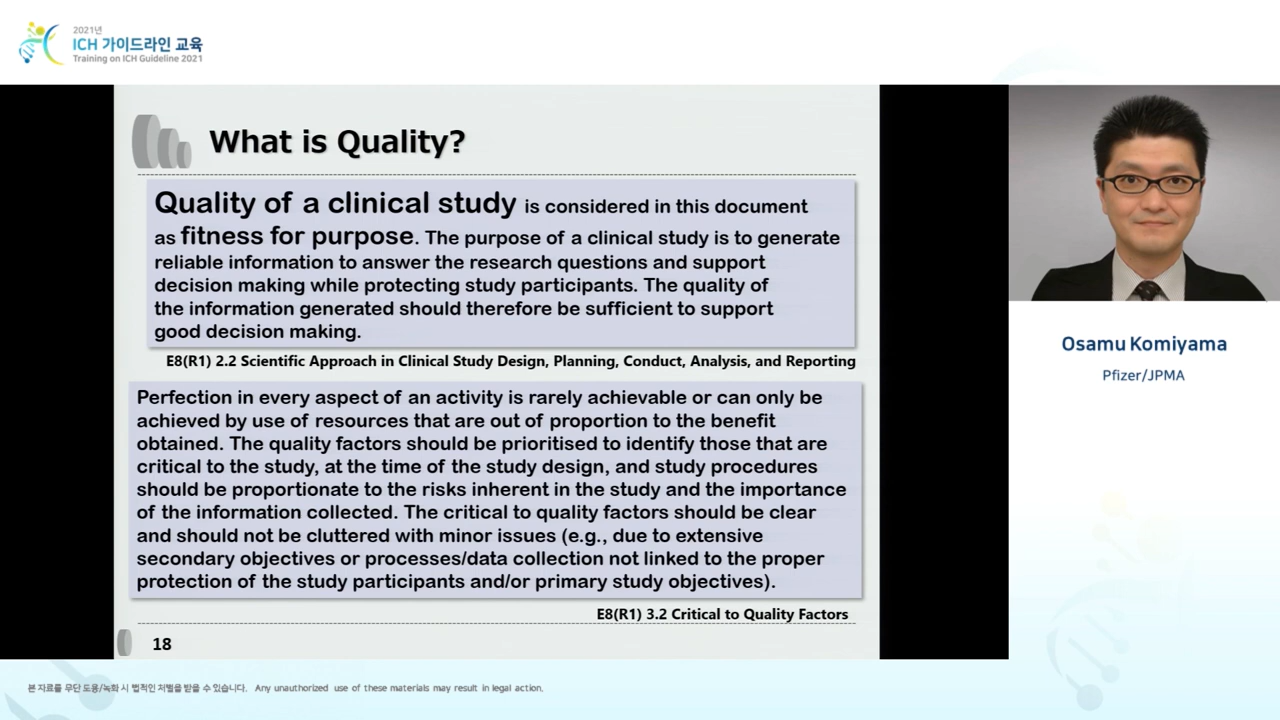 2021년
ICH 가이드라인 교육
Training on ICH Guideline 2021
What is Quality?
Quality of a clinical study is considered in this document
as fitness for purpose. The purpose of a clinical study is to generate
reliable information to answer the research questions and support
decision making while protecting study participants. The quality of
the information generated should therefore be sufficient to support
good decision making.
E8(R1) 2.2 Scientific Approach in Clinical Study Design, Planning, Conduct, Analysis, and Reporting
Perfection in every aspect of an activity is rarely achievable or can only be
achieved by use of resources that are out of proportion to the benefit
obtained. The quality factors should be prioritised to identify those that are
critical to the study, at the time of the study design, and study procedures
should be proportionate to the risks inherent in the study and the importance
of the information collected. The critical to quality factors should be clear
and should not be cluttered with minor issues (e.g., due to extensive
secondary objectives or processes/data collection not linked to the proper
protection of the study participants and/or primary study objectives).
E8(R1) 3.2 Critical to Quality Factors
18
Osamu Komiyama
Pfizer/JPMA
본 자료를 무단 도용/녹화 시 법적인 처벌을 받을 수 있습니다. Any unauthorized use of these materials may result in legal action.